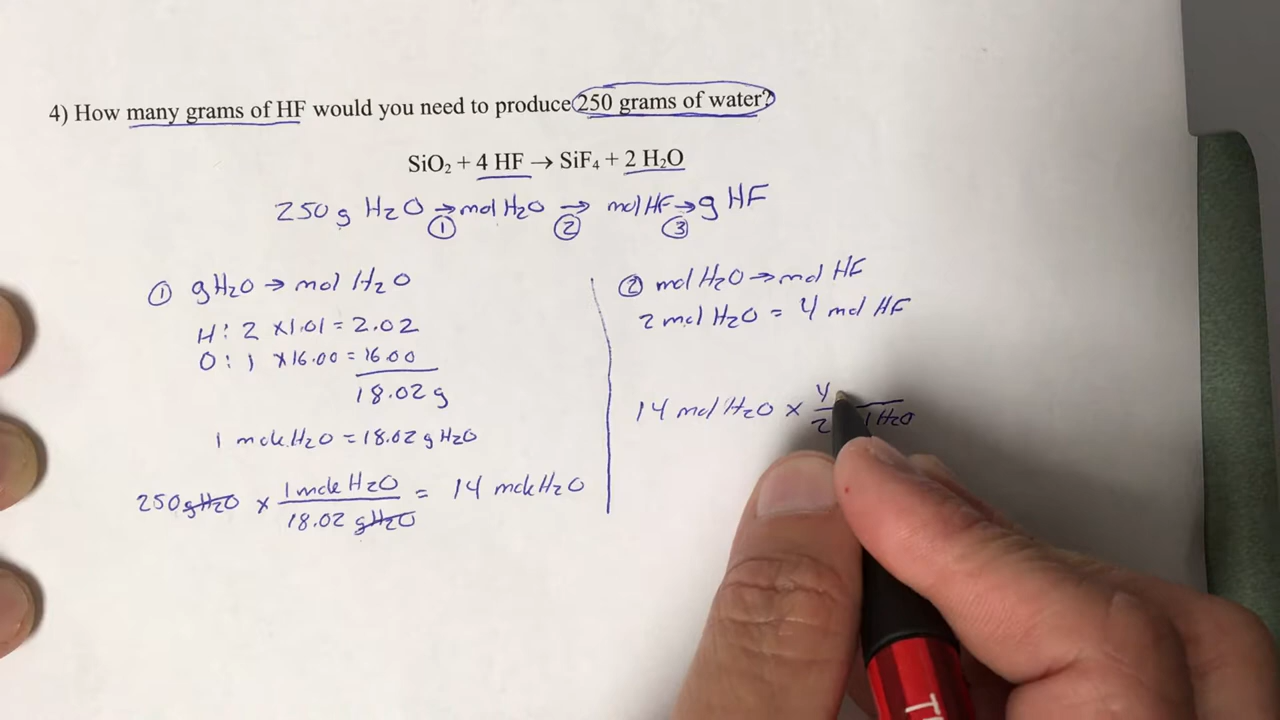 4) How many grams of HF would you need to produce 250 grams of water?
SiO₂ + 4 HF → SiF₄ + 2 H₂O
250 g H₂O → mol H₂O → mol HF → g HF
① ② ③
① g H₂O → mol H₂O
H: 2 × 1.01 = 2.02
O: 1 × 16.00 = 16.00
18.02 g
1 mole H₂O = 18.02 g H₂O
250 g H₂O × 1 mole H₂O = 14 mole H₂O
18.02 g H₂O
② mol H₂O → mol HF
2 mol H₂O = 4 mol HF
14 mol H₂O × 4
2 l H₂O